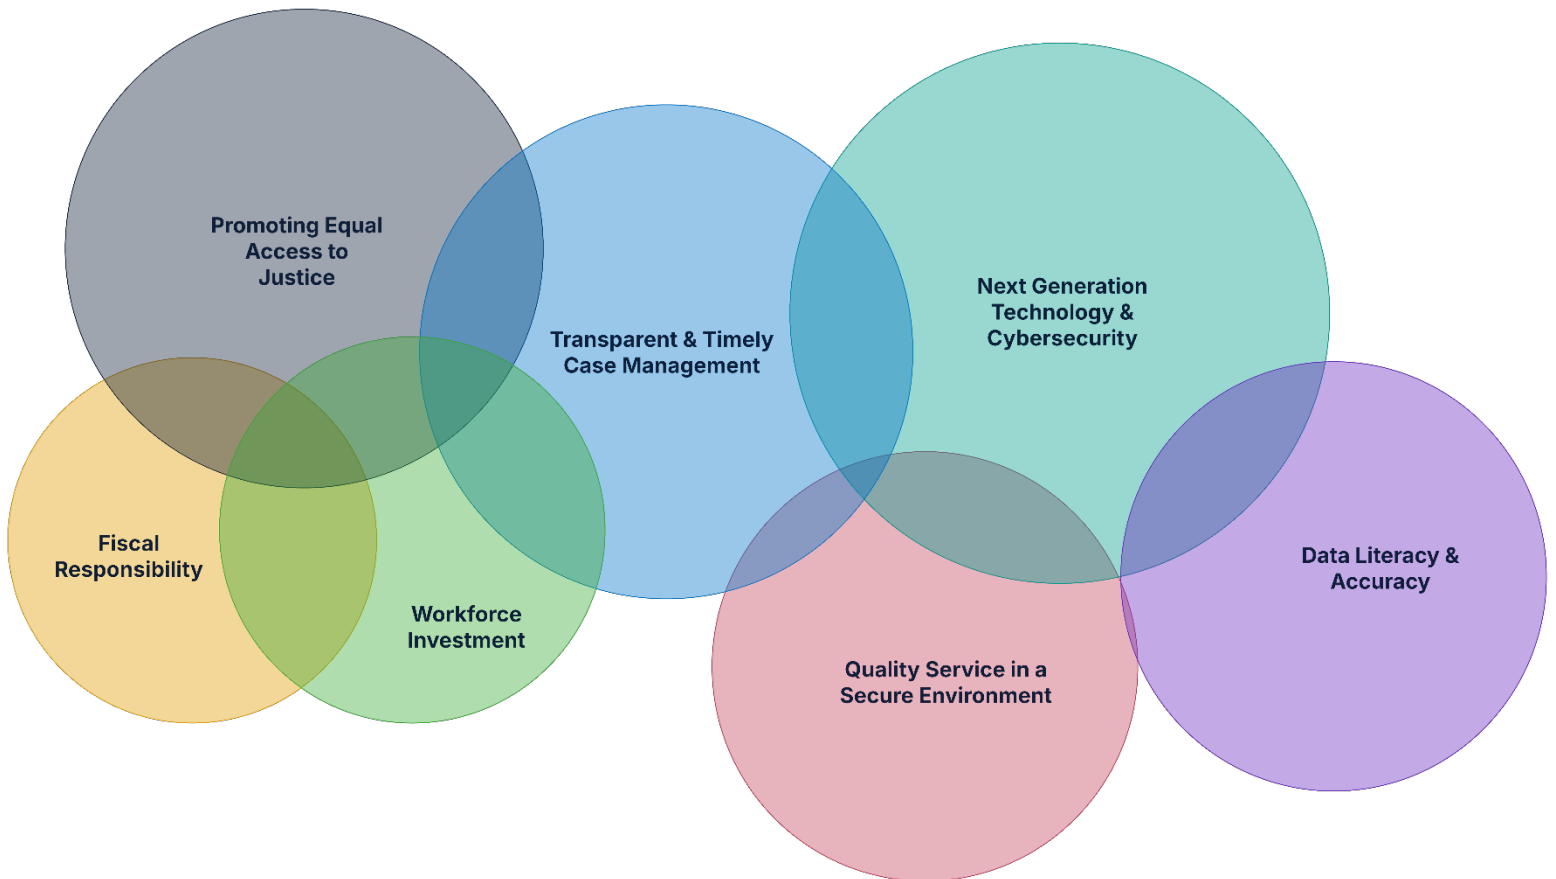 Promoting Equal
Access to
Justice
Transparent & Timely
Case Management
Next Generation
Technology &
Cybersecurity
Fiscal
Responsibility
Workforce
Investment
Quality Service in a
Secure Environment
Data Literacy &
Accuracy